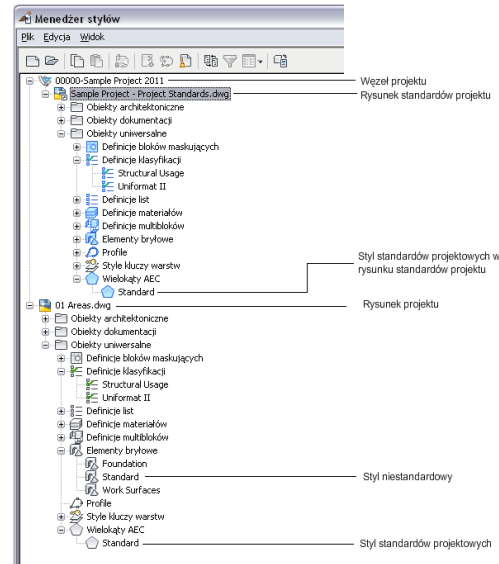 Menedżer stylów
Plik Edycja Widok
00000-Sample Project 2011
Węzeł projektu
Sample Project - Project Standards.dwg
Rysunek standardów projektu
Obiekty architektoniczne
Obiekty dokumentacji
Obiekty uniwersalne
Definicje bloków maskujących
Definicje klasyfikacji
Structural Usage
Uniformat II
Definicje list
Definicje materiałów
Definicje multibloków
Elementy bryłowe
Profile
Style kluczy warstw
Wielokąty AEC
Standard
Styl standardów projektowych w
rysunku standardów projektu
01 Areas.dwg
Rysunek projektu
Obiekty architektoniczne
Obiekty dokumentacji
Obiekty uniwersalne
Definicje bloków maskujących
Definicje klasyfikacji
Structural Usage
Uniformat II
Definicje list
Definicje materiałów
Definicje multibloków
Elementy bryłowe
Foundation
Standard
Styl niestandardowy
Work Surfaces
Profile
Style kluczy warstw
Wielokąty AEC
Standard
Styl standardów projektowych